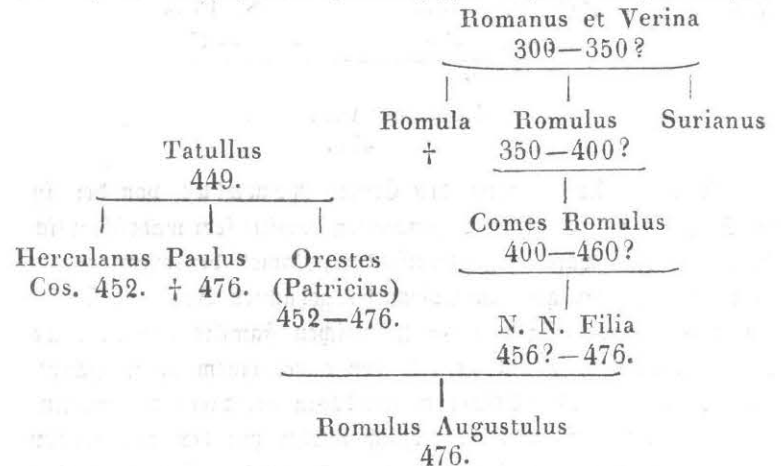 Romanus et Verina
300—350?
Romula Romulus Surianus
† 350—400?
Tatullus
449.
Comes Romulus
400—460?
Herculanus Paulus Orestes
Cos. 452. † 476. (Patricius)
452—476.
N. N. Filia
456?—476.
Romulus Augustulus
476.